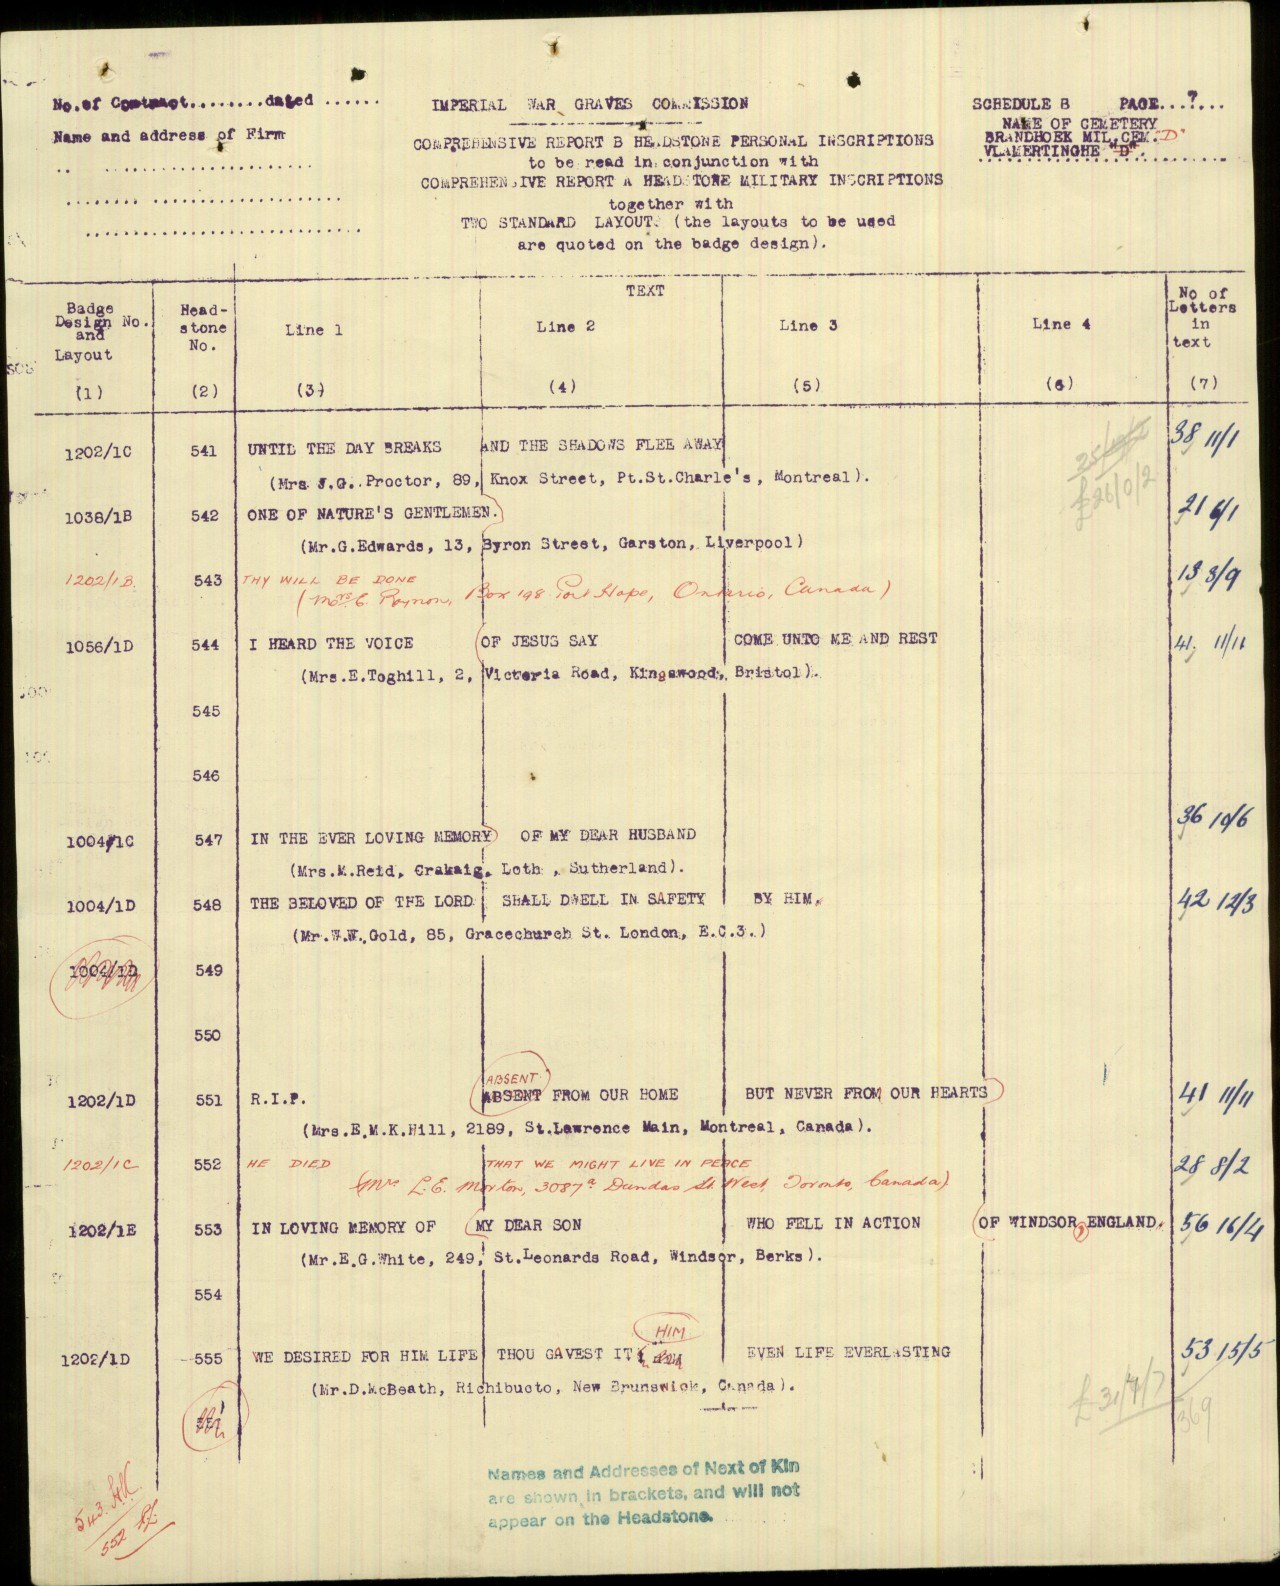 No.of Contract........dated ......
IMPERIAL WAR GRAVES COMMISSION
SCHEDULE B PAGE...7...
Name and address of Firm
COMPREHENSIVE REPORT B HEADSTONE PERSONAL INSCRIPTIONS
to be read in conjunction with
COMPREHENSIVE REPORT A HEADSTONE MILITARY INSCRIPTIONS
together with
TWO STANDARD LAYOUTS (the layouts to be used
are quoted on the badge design).
NAME OF CEMETERY
BRANDHOEK MIL.CEM. "D"
VLAMERTINGHE "D"
TEXT
Badge Design No. and Layout
Head-stone No.
Line 1
Line 2
Line 3
Line 4
No of Letters in text
(1) (2) (3) (4) (5) (6) (7)
1202/1C 541 UNTIL THE DAY BREAKS AND THE SHADOWS FLEE AWAY 38 11/1
(Mrs J.G. Proctor, 89, Knox Street, Pt.St.Charle's, Montreal).
£26/0/2
1038/1B 542 ONE OF NATURE'S GENTLEMEN. 21 6/1
(Mr.G.Edwards, 13, Byron Street, Garston, Liverpool)
1202/1B. 543 THY WILL BE DONE 13 3/9
(Mrs C. Box 198 Port Hope, Ontario, Canada)
1056/1D 544 I HEARD THE VOICE OF JESUS SAY COME UNTO ME AND REST 41 11/11
(Mrs.E.Toghill, 2, Victoria Road, Kingswood, Bristol).
545
546
1004/1C 547 IN THE EVER LOVING MEMORY OF MY DEAR HUSBAND 36 10/6
(Mrs.M.Reid, Crakaig, Loth , Sutherland).
1004/1D 548 THE BELOVED OF THE LORD SHALL DWELL IN SAFETY BY HIM. 42 12/3
(Mr.W.W.Gold, 85, Gracechurch St. London, E.C.3.)
1004/1D 549
550
ABSENT
1202/1D 551 R.I.P. ABSENT FROM OUR HOME BUT NEVER FROM OUR HEARTS 41 11/11
(Mrs.E.M.K.Hill, 2189, St.Lawrence Main, Montreal, Canada).
1202/1C 552 HE DIED THAT WE MIGHT LIVE IN PEACE 28 8/2
(Mrs L.E. Morton, 3087a Dundas St. West, Toronto, Canada)
1202/1E 553 IN LOVING MEMORY OF MY DEAR SON WHO FELL IN ACTION OF WINDSOR, ENGLAND. 56 16/4
(Mr.E.G.White, 249, St.Leonards Road, Windsor, Berks).
554
HIM
1202/1D 555 WE DESIRED FOR HIM LIFE THOU GAVEST IT EVEN LIFE EVERLASTING 53 15/5
(Mr.D.McBeath, Richibucto, New Brunswick, Canada).
£31/4/7
369
Names and Addresses of Next of Kin
are shown in brackets, and will not
appear on the Headstone.
543
552